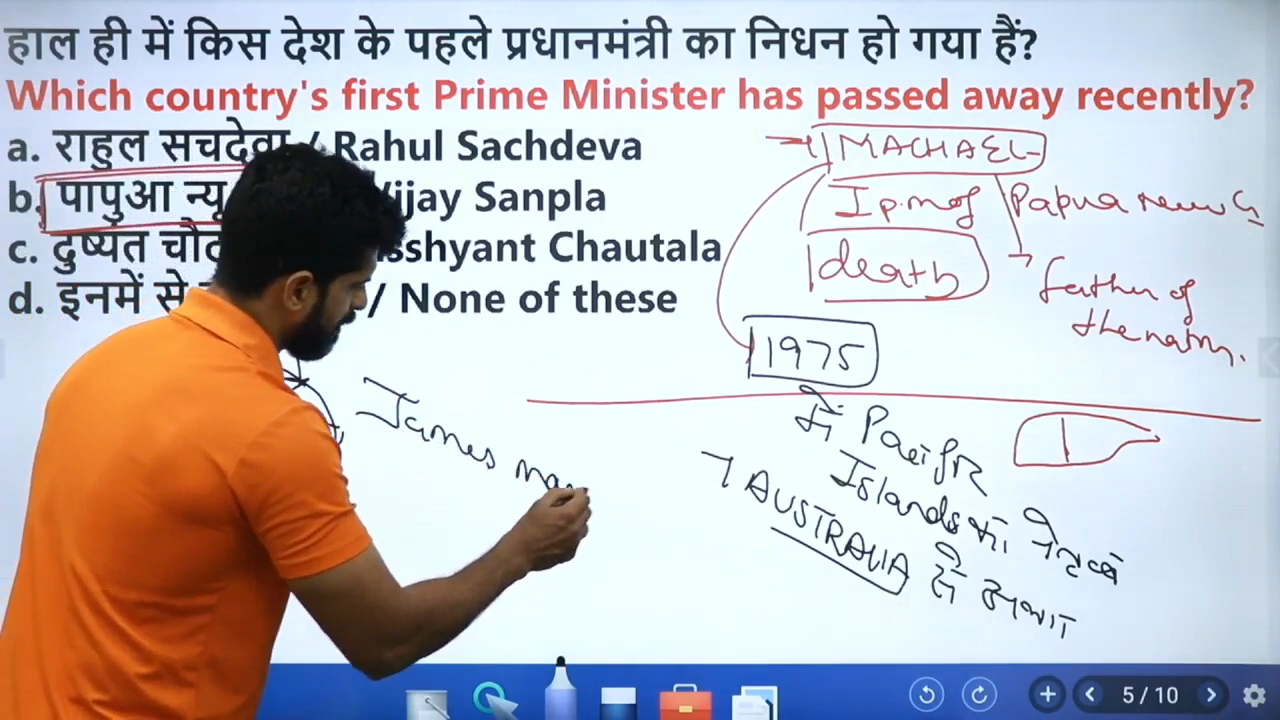 हाल ही में किस देश के पहले प्रधानमंत्री का निधन हो गया हैं?
Which country's first Prime Minister has passed away recently?
a. राहुल सचदेवा / Rahul Sachdeva
b. पापुआ न्यू Vijay Sanpla
c. दुष्यंत sshyant Chautala
d. इनमें से / None of these
MACHAEL
I p.m of Papua new G
death
father of
the nation.
1975
में Pacific
Islands का नेतृत्व
AUSTRALIA से
James ma
5 / 10